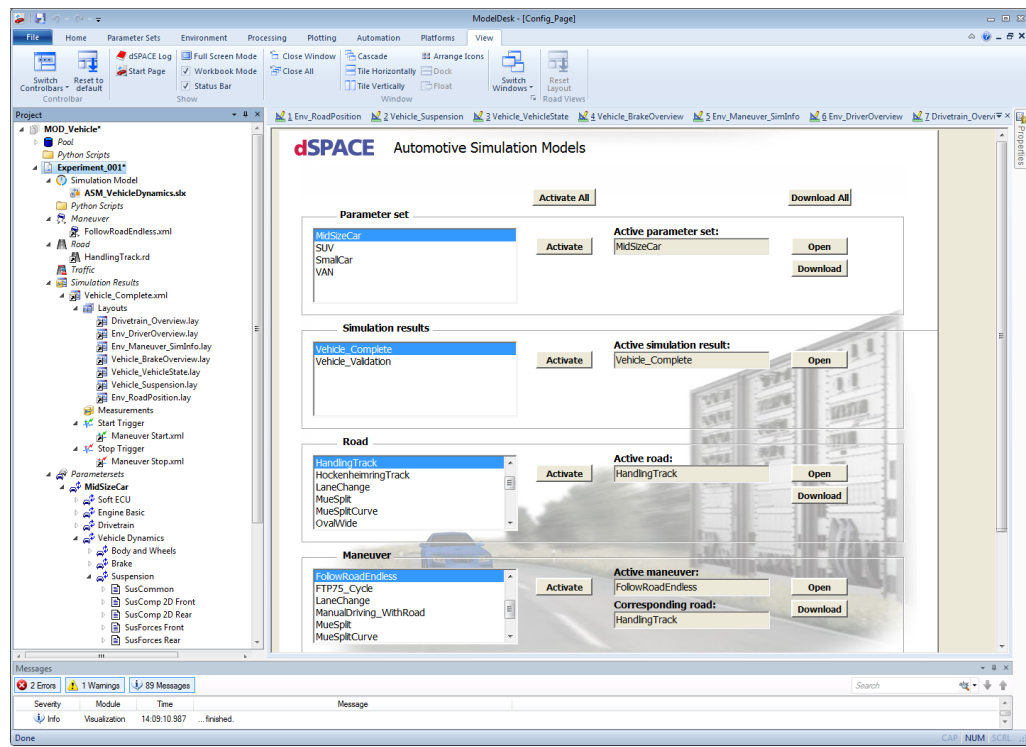 ModelDesk - [Config_Page]
File Home Parameter Sets Environment Processing Plotting Automation Platforms View
dSPACE Log Full Screen Mode Close Window Cascade Arrange Icons
Start Page Workbook Mode Close All Tile Horizontally Dock
Status Bar Tile Vertically Float
Switch Controlbars Reset to default Switch Windows Reset Layout
Controlbar Show Window Road Views
Project
1 Env_RoadPosition 2 Vehicle_Suspension 3 Vehicle_VehicleState 4 Vehicle_BrakeOverview 5 Env_Maneuver_SimInfo 6 Env_DriverOverview 7 Drivetrain_Overvi
Properties
MOD_Vehicle*
Pool
Python Scripts
Experiment_001*
Simulation Model
ASM_VehicleDynamics.slx
Python Scripts
Maneuver
FollowRoadEndless.xml
Road
HandlingTrack.rd
Traffic
Simulation Results
Vehicle_Complete.xml
Layouts
Drivetrain_Overview.lay
Env_DriverOverview.lay
Env_Maneuver_SimInfo.lay
Vehicle_BrakeOverview.lay
Vehicle_VehicleState.lay
Vehicle_Suspension.lay
Env_RoadPosition.lay
Measurements
Start Trigger
Maneuver Start.xml
Stop Trigger
Maneuver Stop.xml
Parametersets
MidSizeCar
Soft ECU
Engine Basic
Drivetrain
Vehicle Dynamics
Body and Wheels
Brake
Suspension
SusCommon
SusComp 2D Front
SusComp 2D Rear
SusForces Front
SusForces Rear
dSPACE Automotive Simulation Models
Activate All Download All
Parameter set
MidSizeCar
SUV
SmallCar
VAN
Activate
Active parameter set:
MidSizeCar
Open
Download
Simulation results
Vehicle_Complete
Vehicle_Validation
Activate
Active simulation result:
Vehicle_Complete
Open
Road
HandlingTrack
HockenheimringTrack
LaneChange
MueSplit
MueSplitCurve
OvalWide
Activate
Active road:
HandlingTrack
Open
Download
Maneuver
FollowRoadEndless
FTP75_Cycle
LaneChange
ManualDriving_WithRoad
MueSplit
MueSplitCurve
Activate
Active maneuver:
FollowRoadEndless
Open
Corresponding road:
HandlingTrack
Download
Messages
2 Errors 1 Warnings 89 Messages Search
Severity Module Time Message
Info Visualization 14:09:10.987 ...finished.
Done CAP NUM SCRL